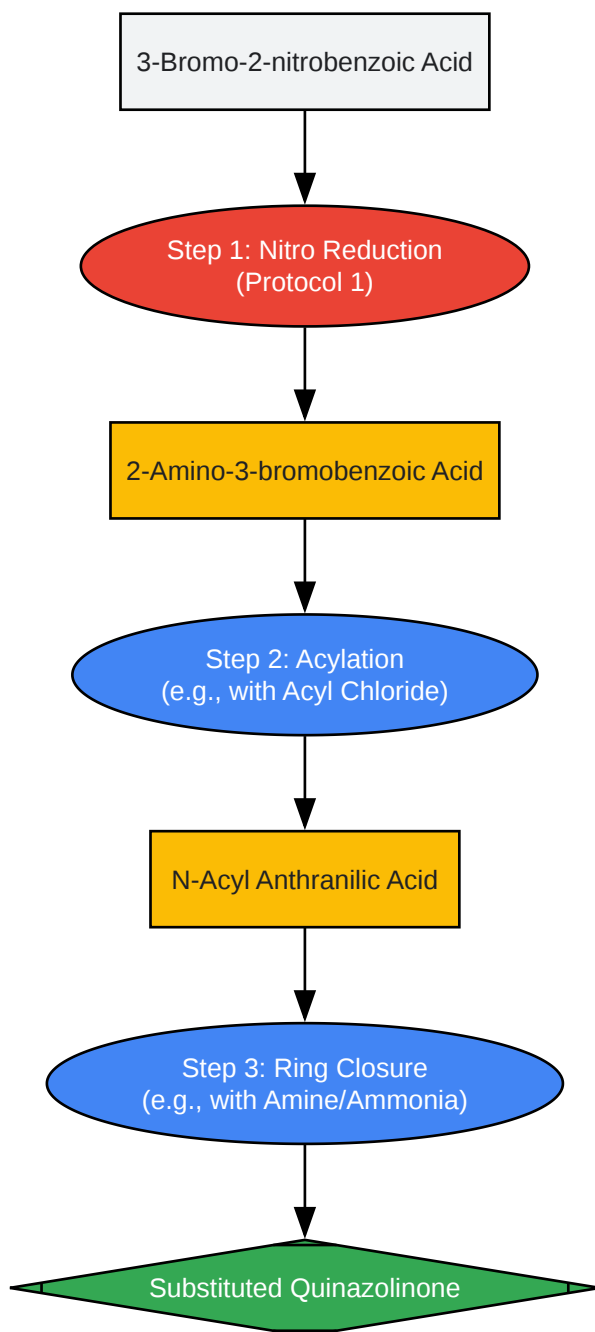 3-Bromo-2-nitrobenzoic Acid
Step 1: Nitro Reduction
(Protocol 1)
2-Amino-3-bromobenzoic Acid
Step 2: Acylation
(e.g., with Acyl Chloride)
N-Acyl Anthranilic Acid
Step 3: Ring Closure
(e.g., with Amine/Ammonia)
Substituted Quinazolinone